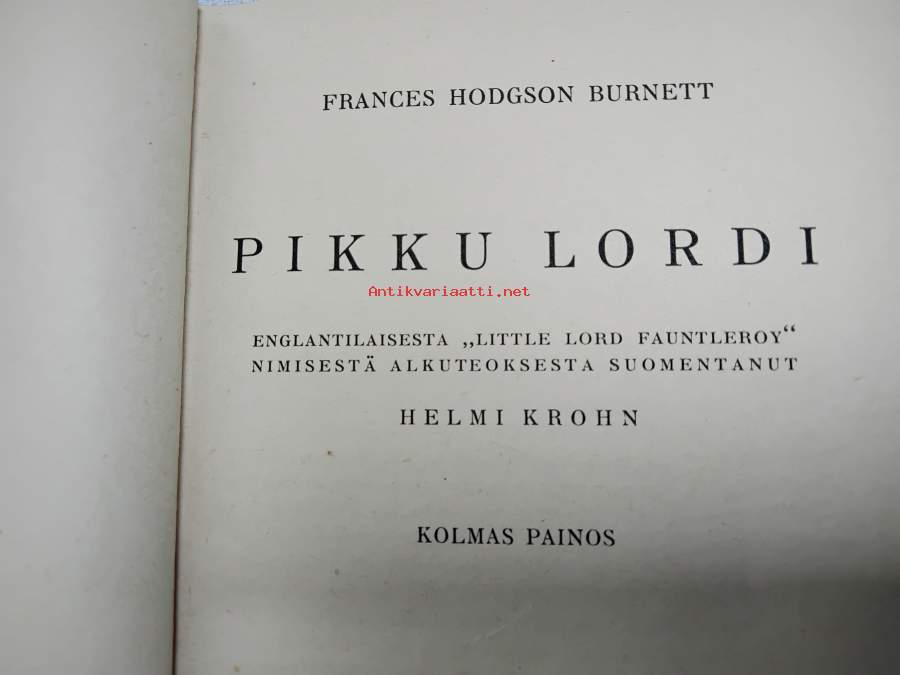 FRANCES HODGSON BURNETT
PIKKU LORDI
Antikvariaatti.net
ENGLANTILAISESTA „LITTLE LORD FAUNTLEROY“
NIMISESTÄ ALKUTEOKSESTA SUOMENTANUT
HELMI KROHN
KOLMAS PAINOS